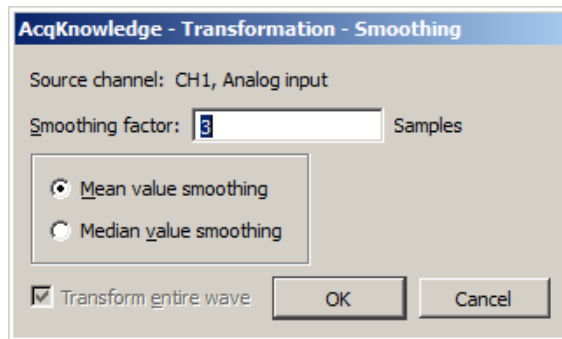 AcqKnowledge - Transformation - Smoothing
Source channel: CH1, Analog input
Smoothing factor: 3 Samples
Mean value smoothing
Median value smoothing
Transform entire wave OK Cancel